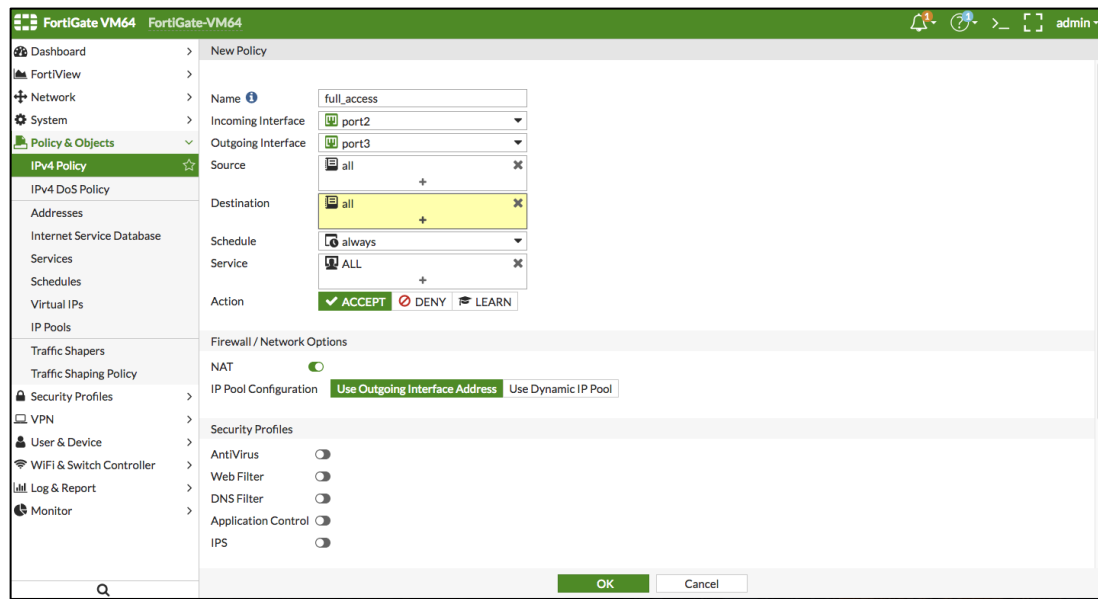 FortiGate VM64 FortiGate-VM64
1 1 >_ admin
Dashboard
FortiView
Network
System
Policy & Objects
IPv4 Policy
IPv4 DoS Policy
Addresses
Internet Service Database
Services
Schedules
Virtual IPs
IP Pools
Traffic Shapers
Traffic Shaping Policy
Security Profiles
VPN
User & Device
WiFi & Switch Controller
Log & Report
Monitor
New Policy
Name full_access
Incoming Interface port2
Outgoing Interface port3
Source all
+
Destination all
+
Schedule always
Service ALL
+
Action ACCEPT DENY LEARN
Firewall / Network Options
NAT
IP Pool Configuration Use Outgoing Interface Address Use Dynamic IP Pool
Security Profiles
AntiVirus
Web Filter
DNS Filter
Application Control
IPS
OK Cancel